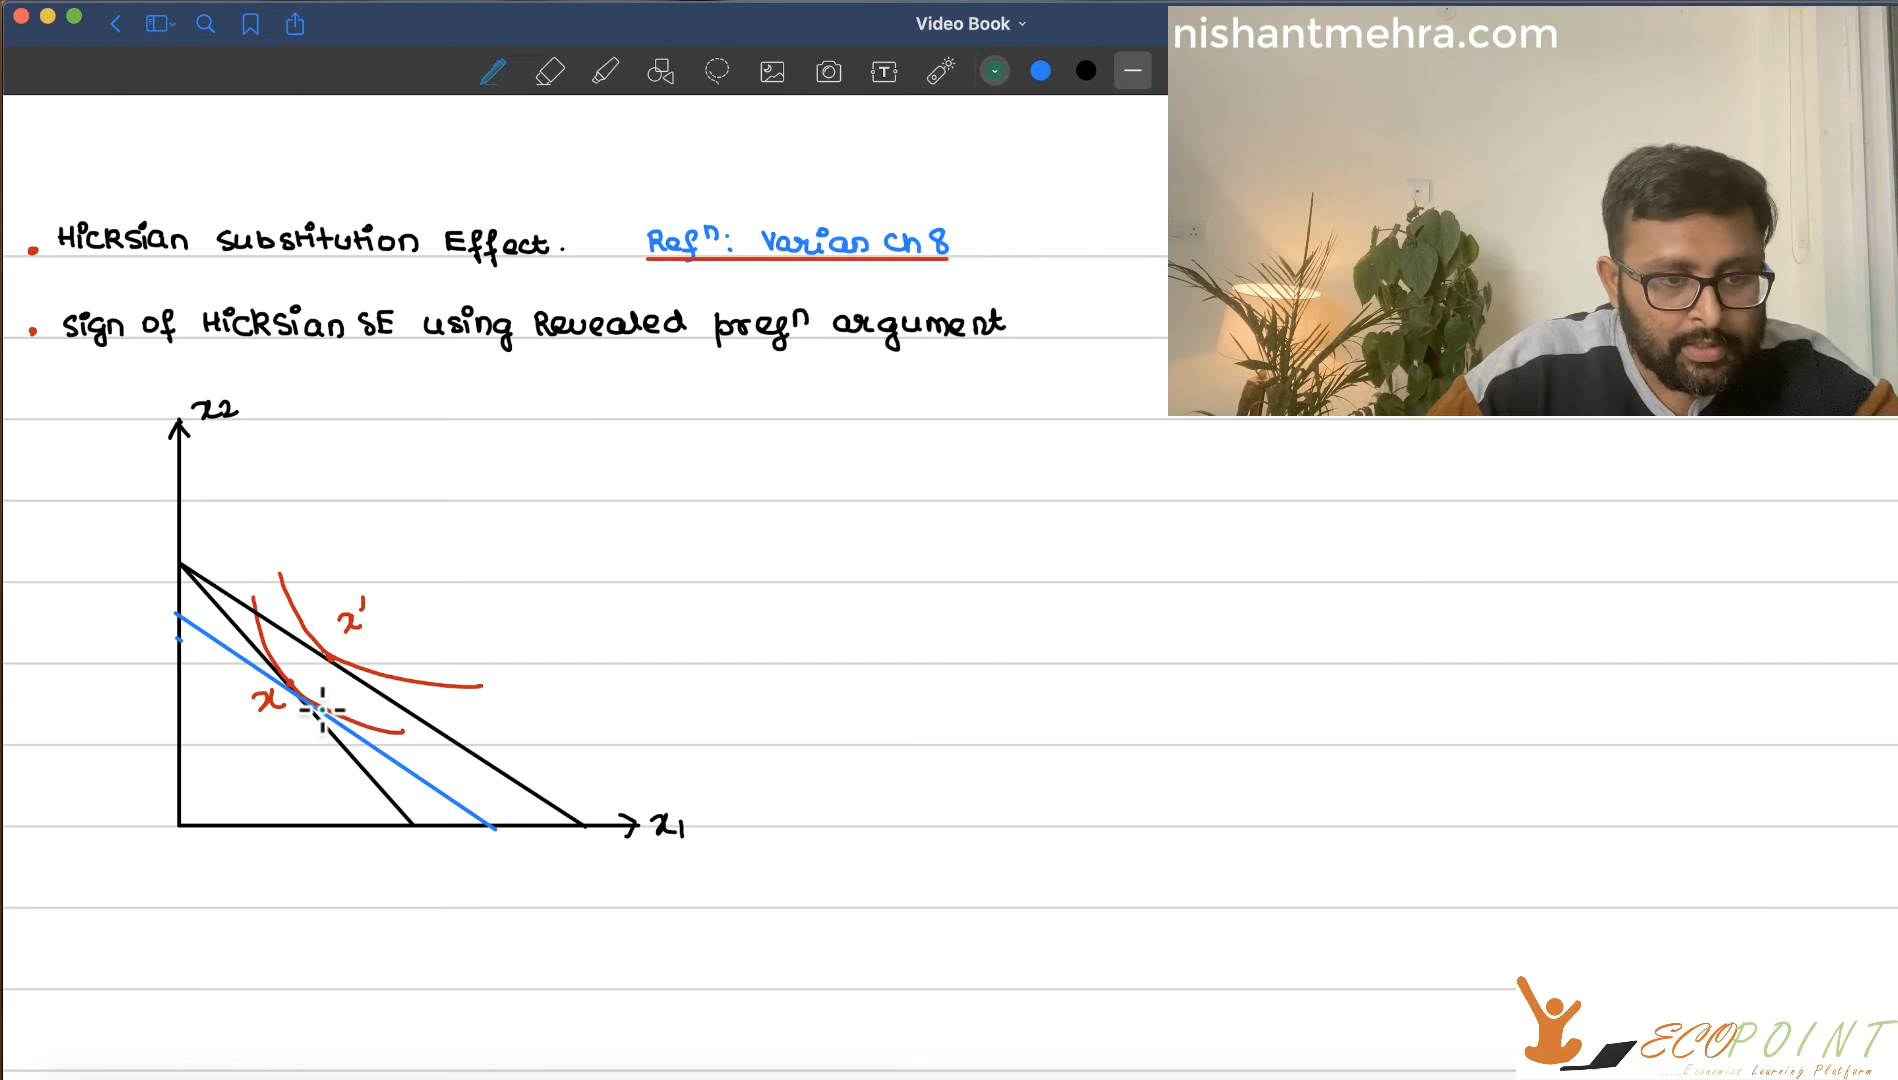 Video Book
nishantmehra.com
T
Hicksian Substitution Effect. Refⁿ: Varian Ch 8
Sign of Hicksian SE using Revealed prefⁿ argument
x2
x'
x
x1
ECOPOINT
.....Economics Learning Platform